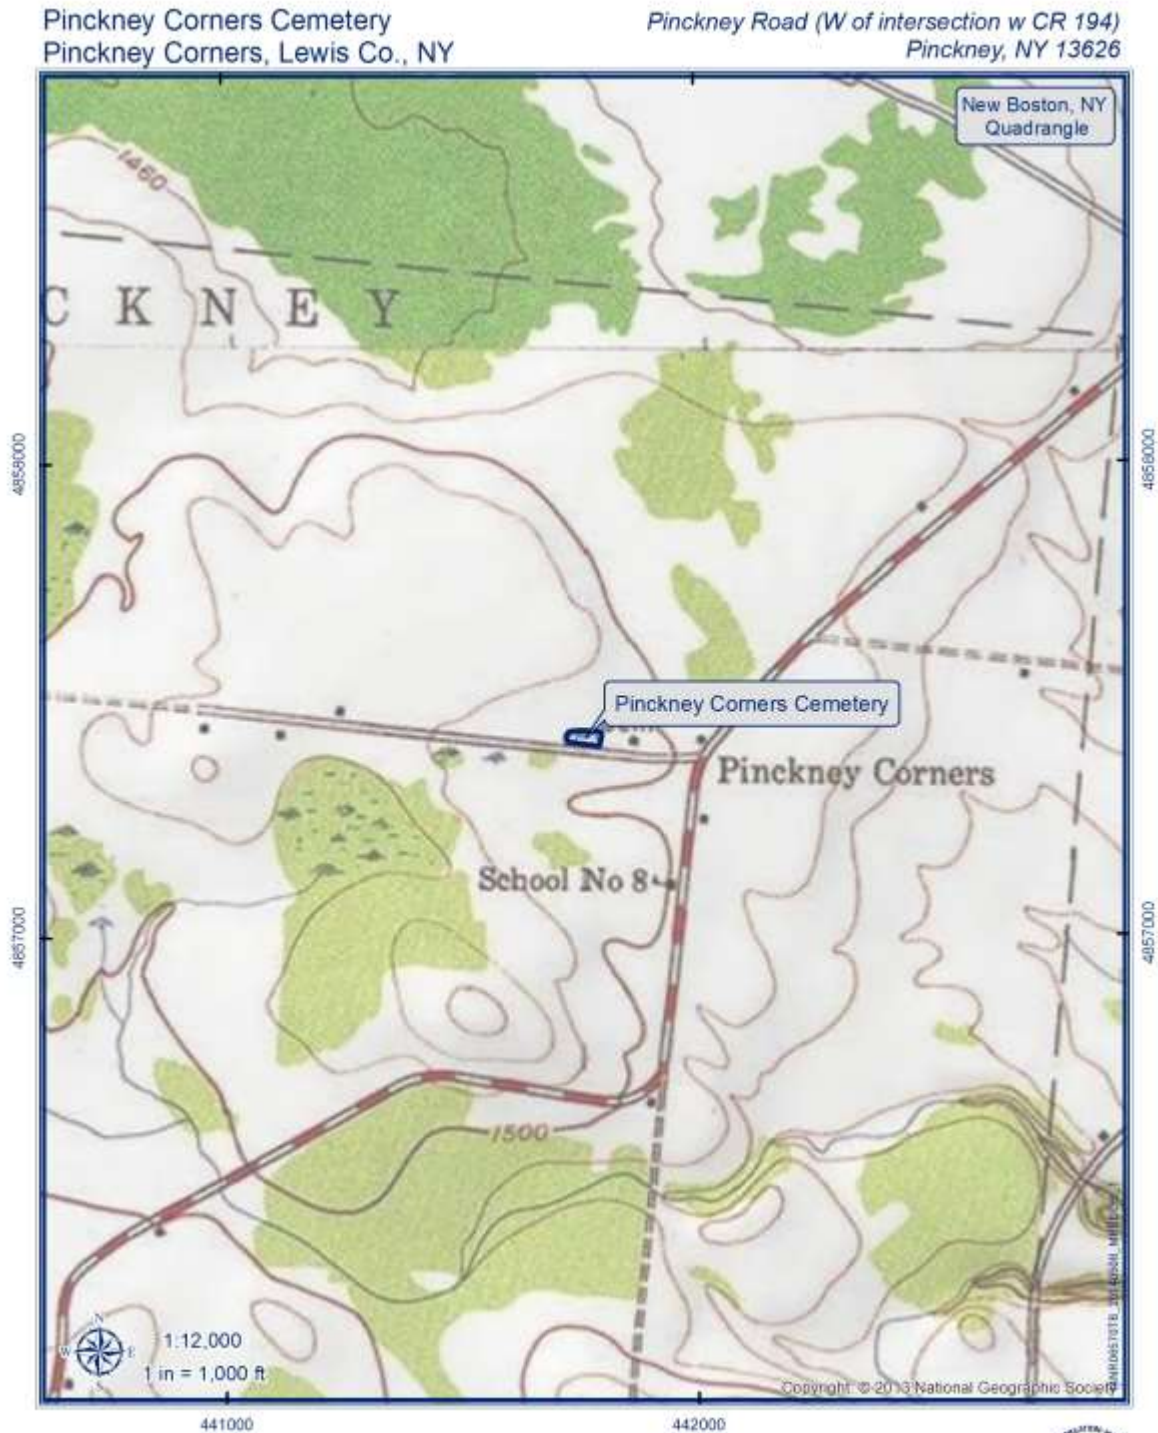 Pinckney Corners Cemetery
Pinckney Corners, Lewis Co., NY
Pinckney Road (W of intersection w CR 194)
Pinckney, NY 13626
New Boston, NY
Quadrangle
1460
CKNEY
4858000
4858000
Pinckney Corners Cemetery
Pinckney Corners
School No 8
4857000
4857000
1500
N
W E
1:12,000
1 in = 1,000 ft
Copyright: © 2013 National Geographic Society
441000
442000